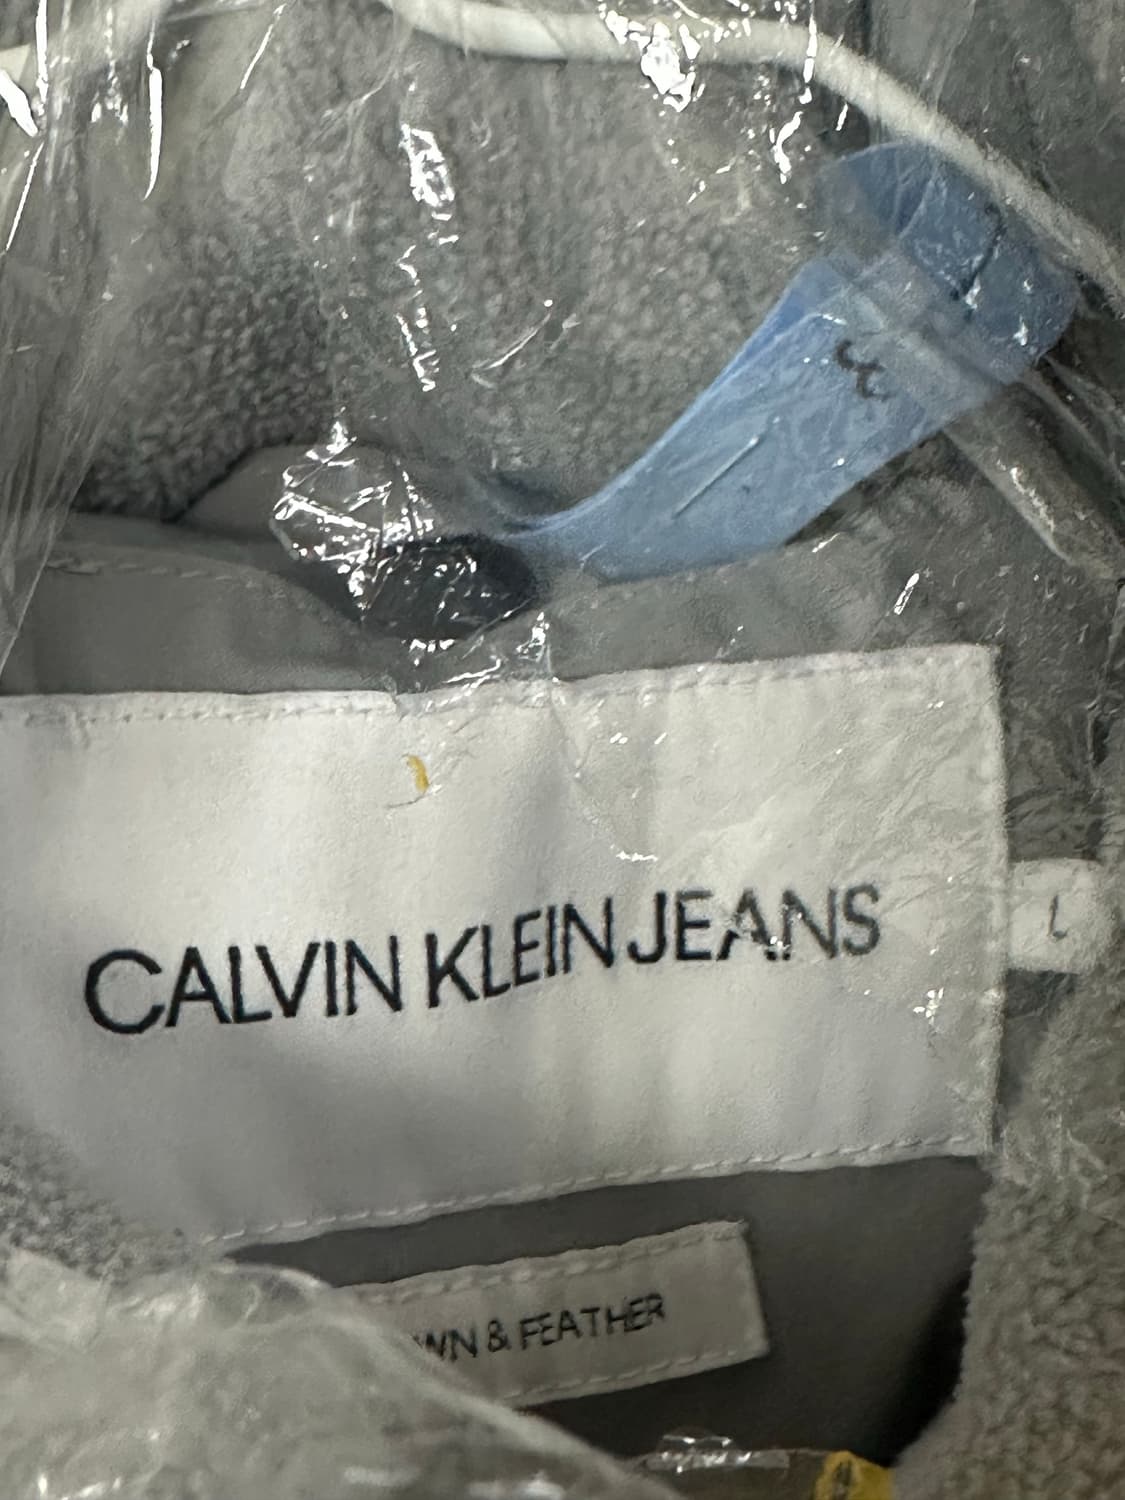 CALVIN KLEIN JEANS
L
WN & FEATHER